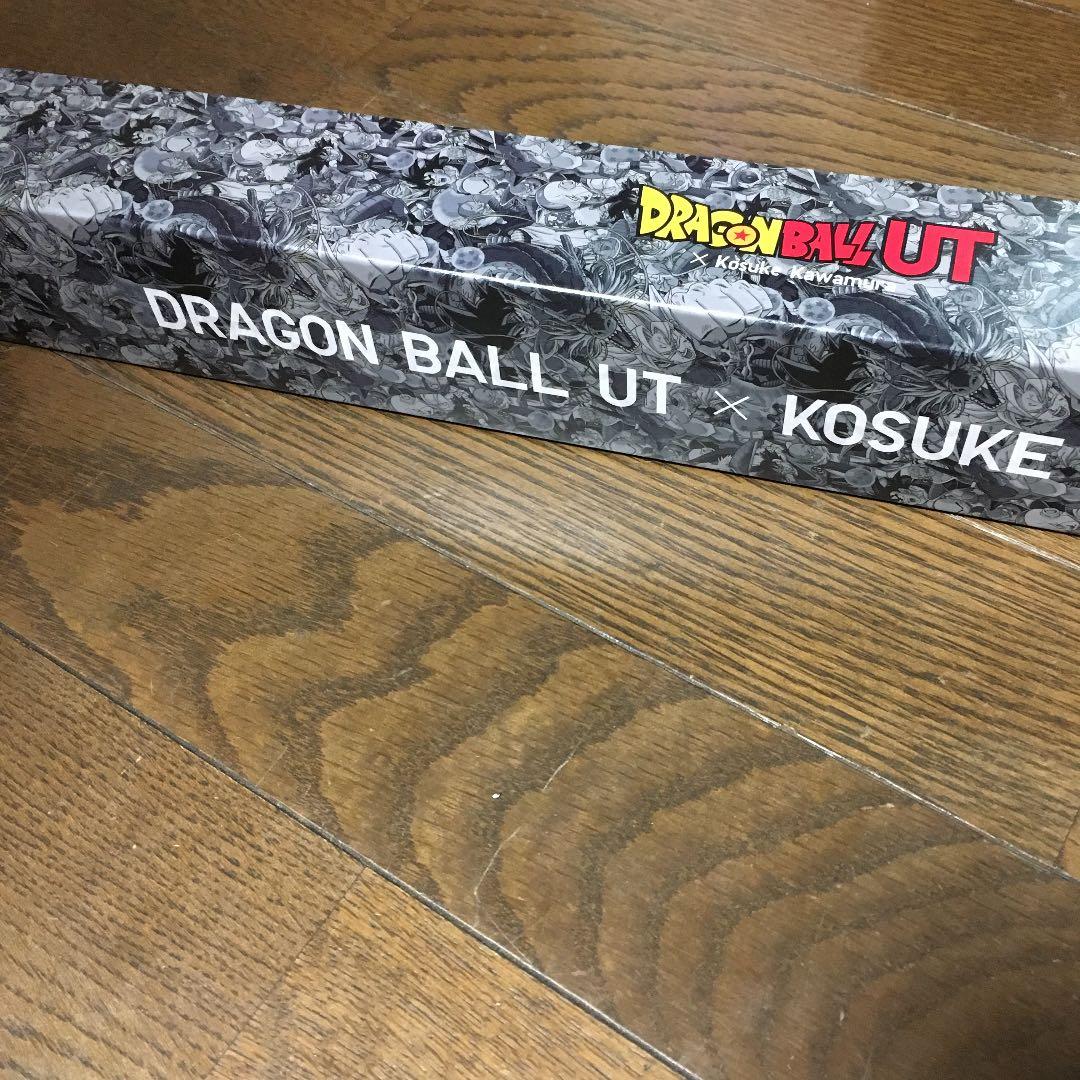 DRAGON BALL UT
× Kosuke Kawamura
DRAGON BALL UT × KOSUKE